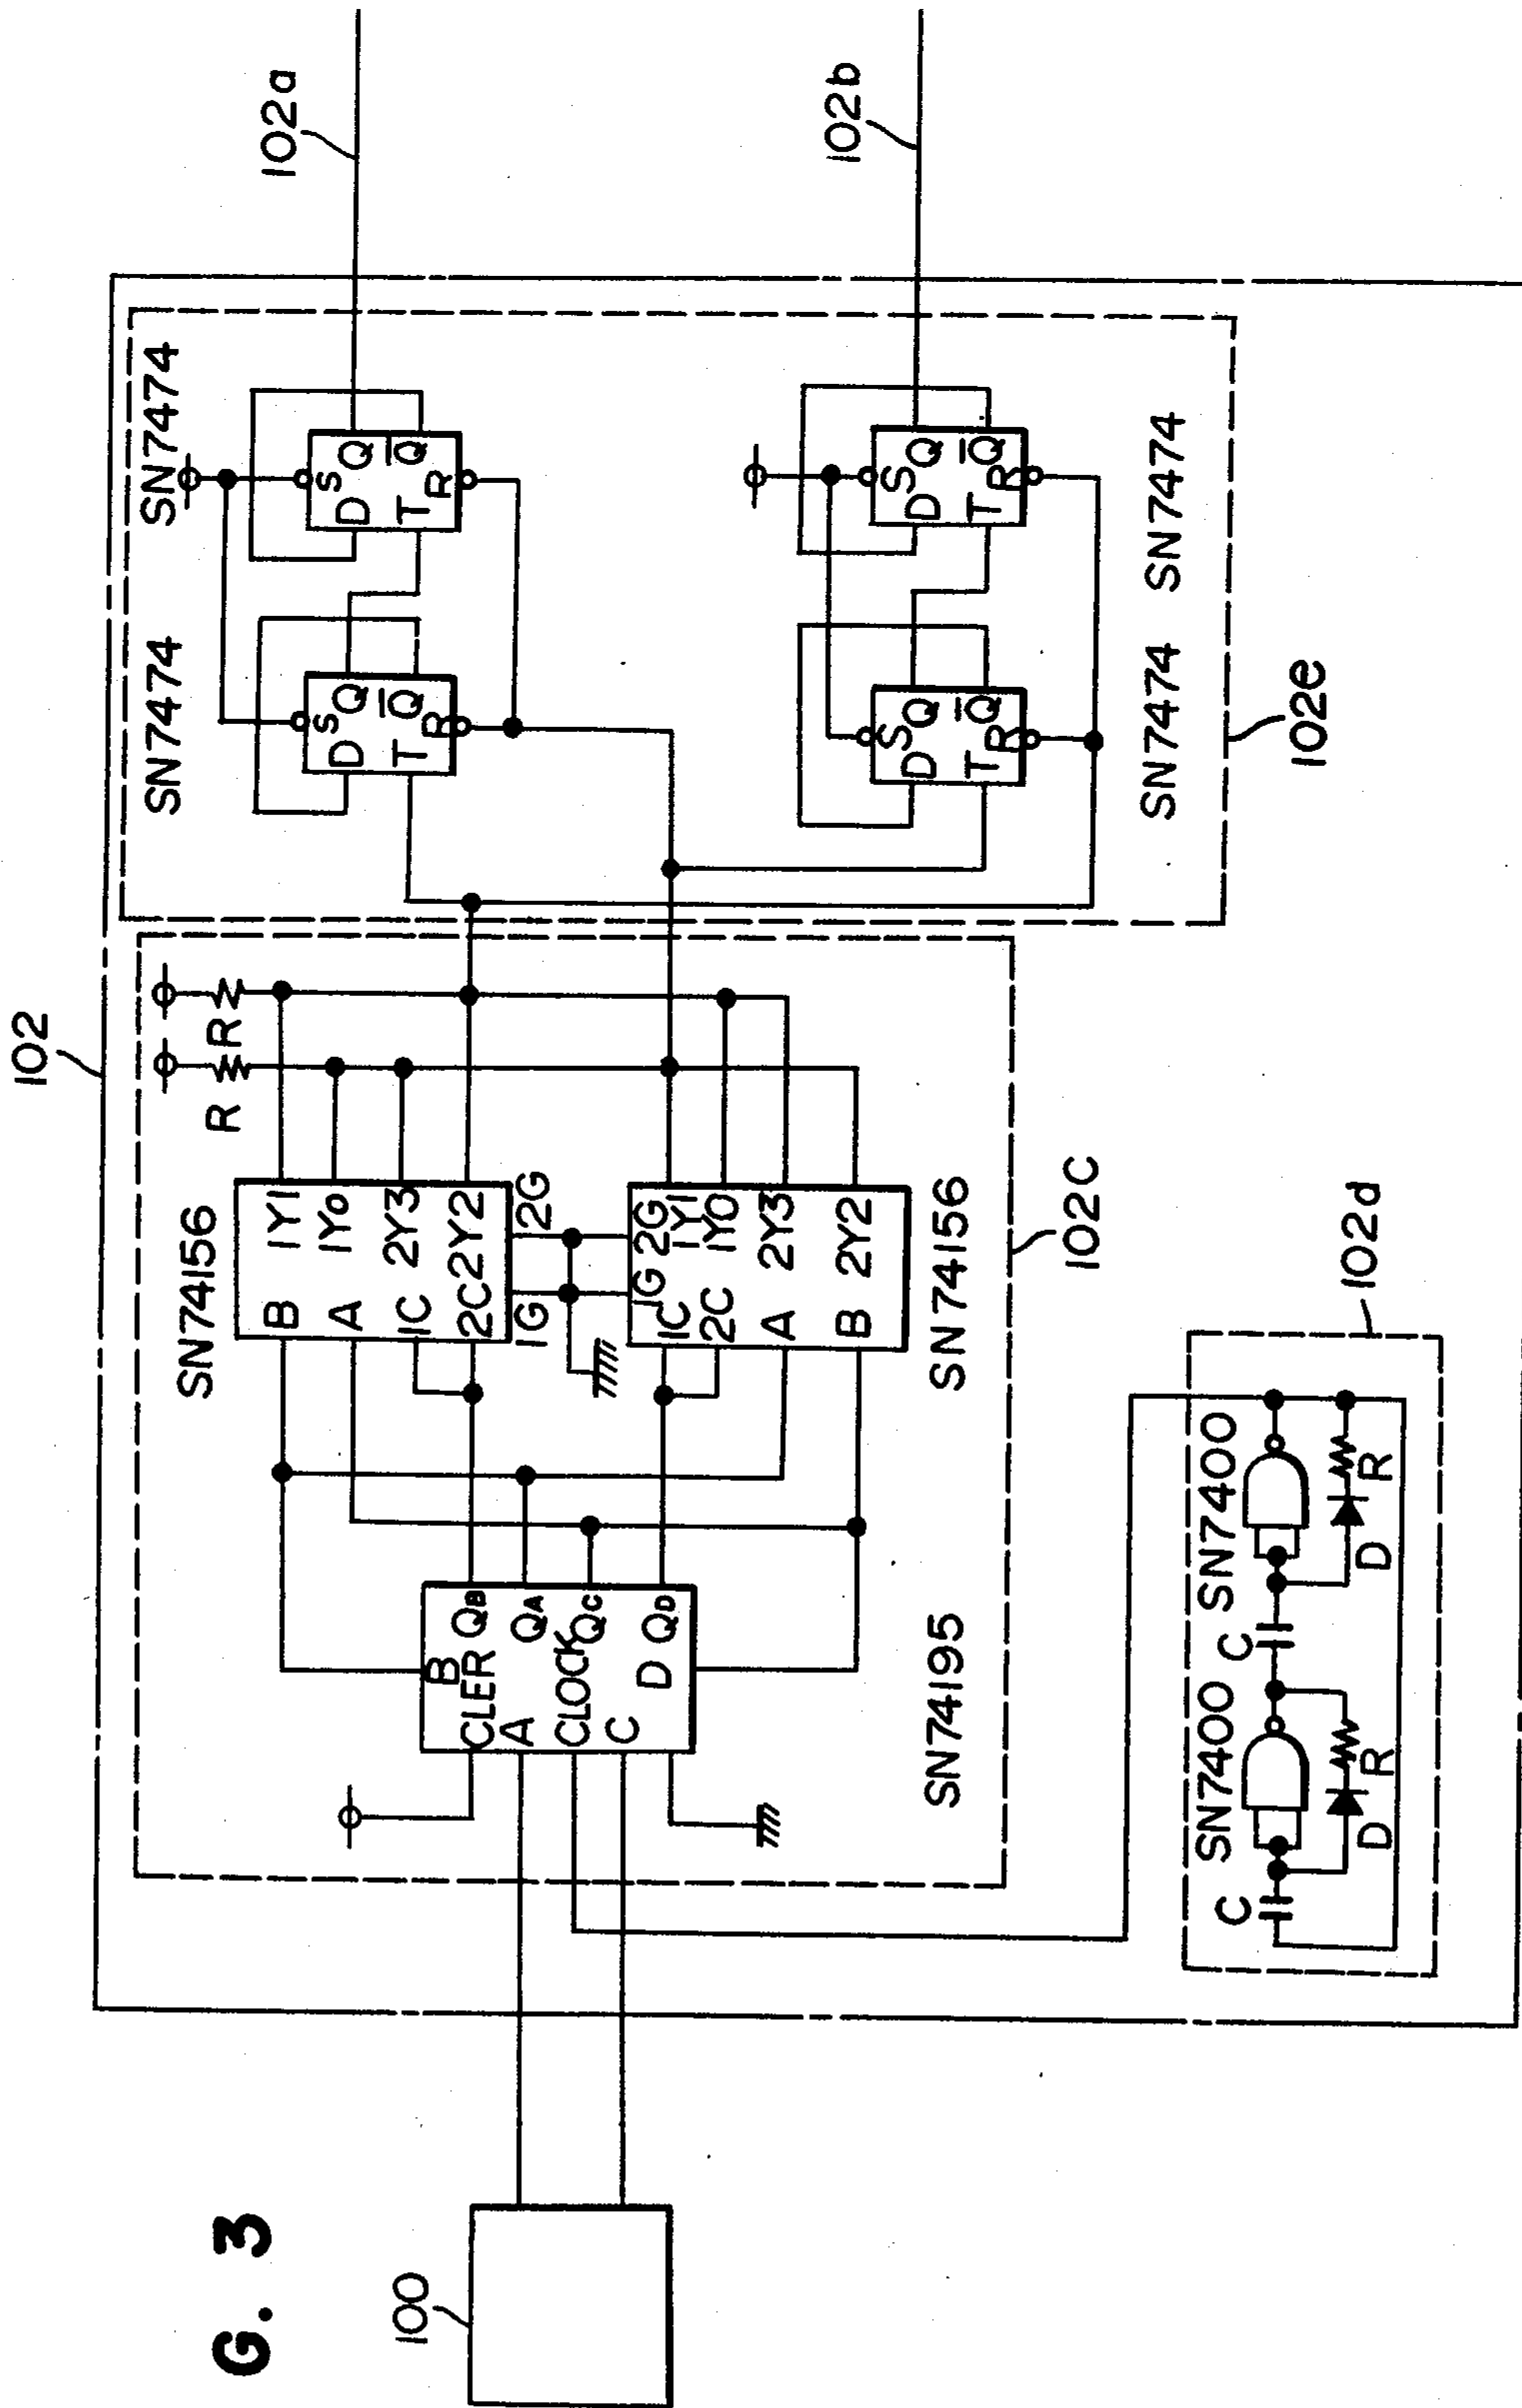 G. 3
102
100
102a
102b
SN7474
SN7474
S
D
Q
T
Q
R
S
D
Q
T
Q
R
S
D
Q
T
Q
R
S
D
Q
T
Q
R
SN7474
SN7474
102e
R
R
SN74156
B 1Y1
A 1Y0
1C 2Y3
2C 2Y2
1G 2G
1G 2G
1C 1Y1
2C 1Y0
A 2Y3
B 2Y2
SN74156
102C
B
CLER QB
A QA
CLOCK QC
C
D QD
SN74195
SN7400
SN7400
C
C
D
R
D
R
102d